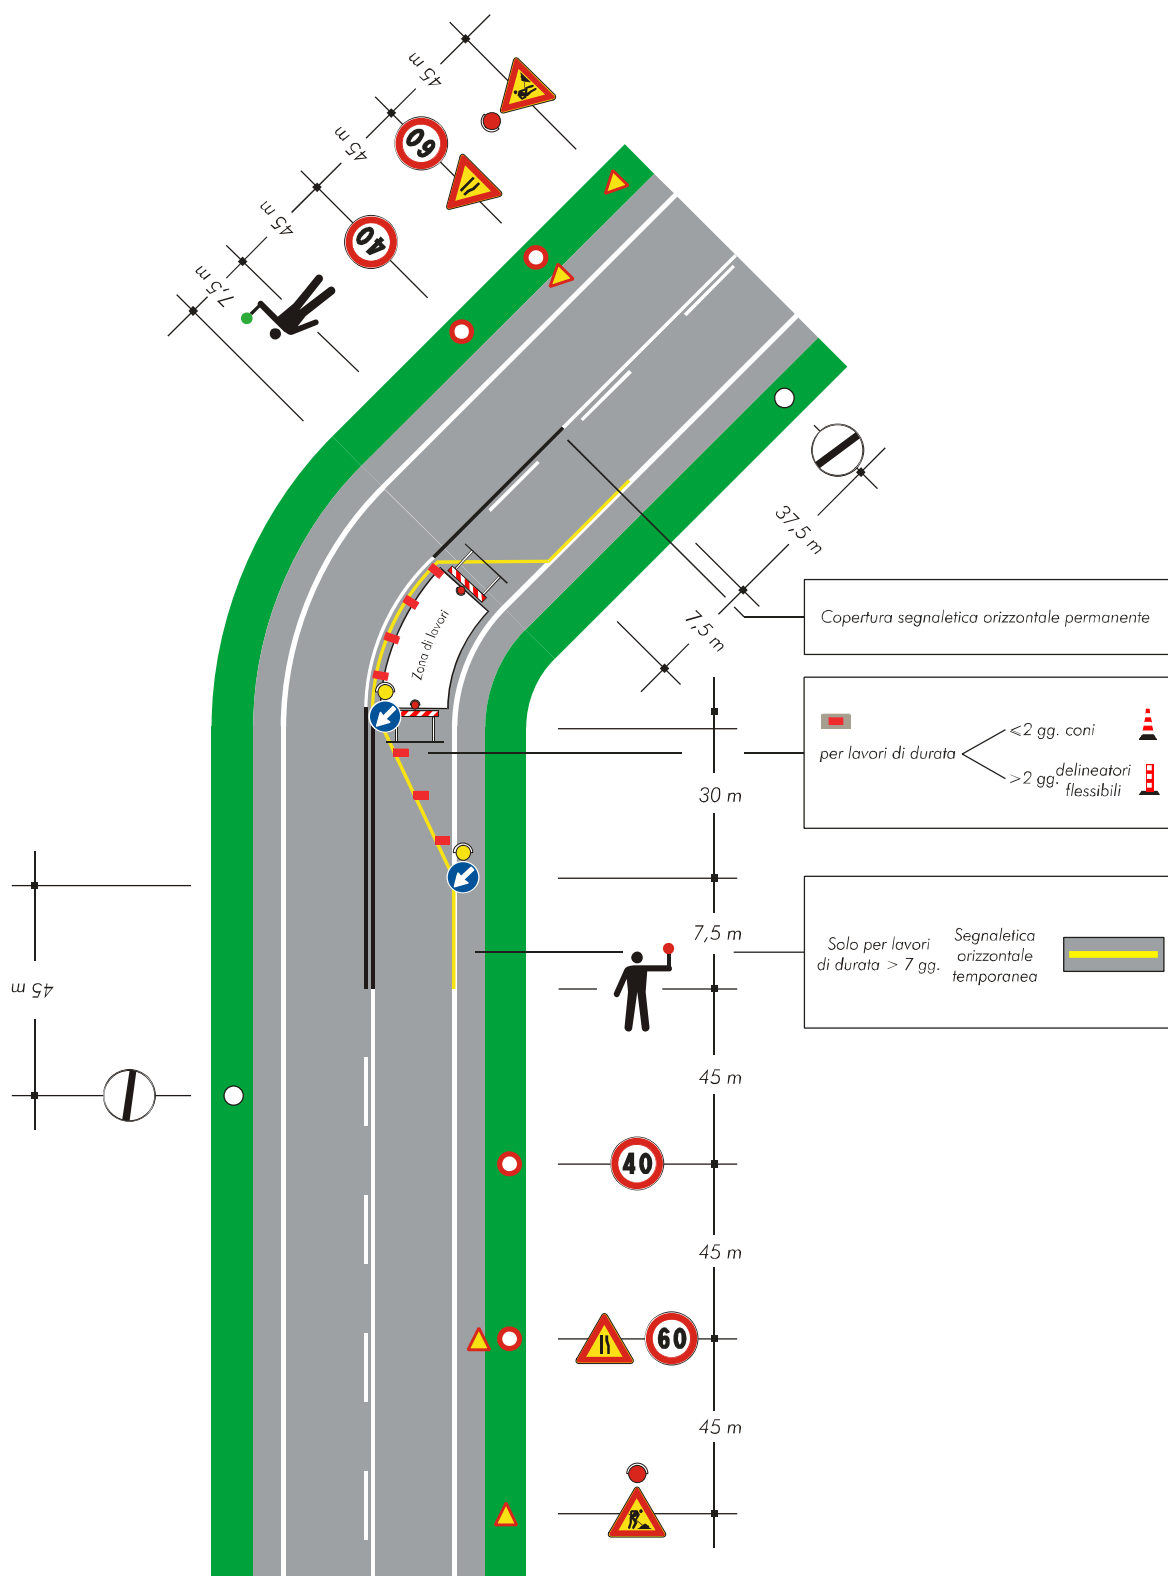 45 m
60
45 m
40
45 m
7,5 m
37,5 m
7,5 m
Copertura segnaletica orizzontale permanente
Zona di lavori
per lavori di durata
≤2 gg. coni
>2 gg. delineatori
flessibili
30 m
7,5 m
Solo per lavori
di durata > 7 gg.
Segnaletica
orizzontale
temporanea
45 m
45 m
40
45 m
60
45 m